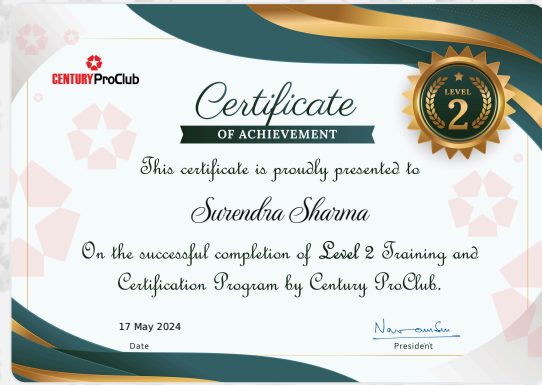 CENTURY ProClub
Certificate
OF ACHIEVEMENT
LEVEL
2
This certificate is proudly presented to
Surendra Sharma
On the successful completion of Level 2 Training and
Certification Program by Century ProClub.
17 May 2024
Date
President